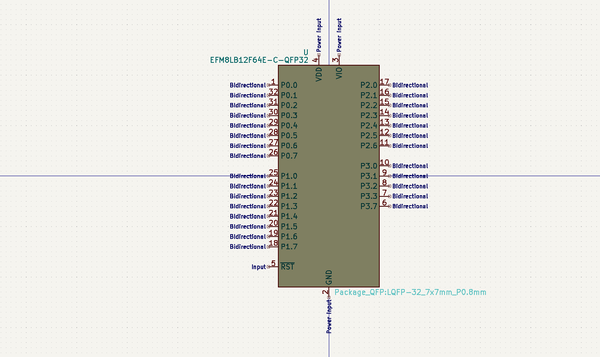 Power Input
Power Input
U
EFM8LB12F64E-C-QFP32
4
3
VDD
VIO
Bidirectional 1 P0.0
P2.0 17 Bidirectional
Bidirectional 32 P0.1
P2.1 16 Bidirectional
Bidirectional 31 P0.2
P2.2 15 Bidirectional
Bidirectional 30 P0.3
P2.3 14 Bidirectional
Bidirectional 29 P0.4
P2.4 13 Bidirectional
Bidirectional 28 P0.5
P2.5 12 Bidirectional
Bidirectional 27 P0.6
P2.6 11 Bidirectional
Bidirectional 26 P0.7
P3.0 10 Bidirectional
Bidirectional 25 P1.0
P3.1 9 Bidirectional
Bidirectional 24 P1.1
P3.2 8 Bidirectional
Bidirectional 23 P1.2
P3.3 7 Bidirectional
Bidirectional 22 P1.3
P3.7 6 Bidirectional
Bidirectional 21 P1.4
Bidirectional 20 P1.5
Bidirectional 19 P1.6
Bidirectional 18 P1.7
Input 5 RST
GND
2
Package_QFP:LQFP-32_7x7mm_P0.8mm
Power Input